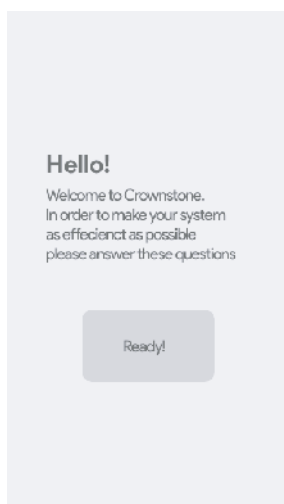 Hello!
Welcome to Crownstone.
In order to make your system
as effecienct as possible
please answer these questions
Ready!